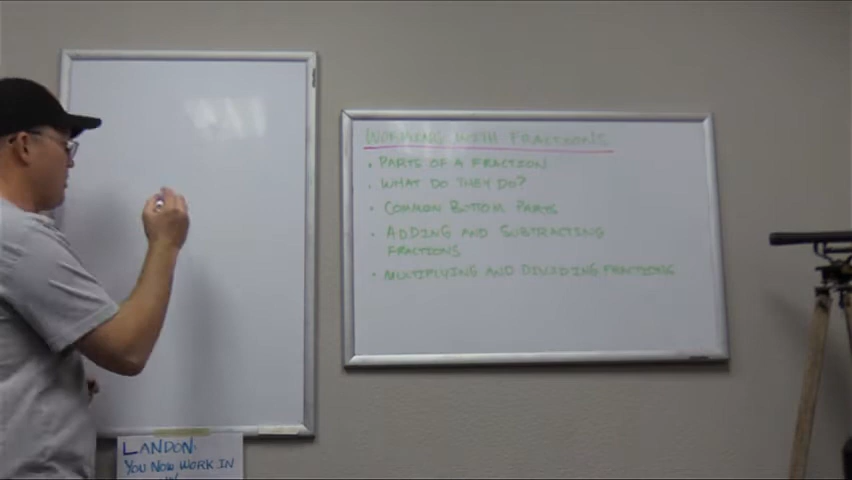 WORKING WITH FRACTIONS
• PARTS OF A FRACTION
• WHAT DO THEY DO?
• COMMON BOTTOM PARTS
• ADDING AND SUBTRACTING
FRACTIONS
• MULTIPLYING AND DIVIDING FRACTIONS
LANDON,
YOU NOW WORK IN